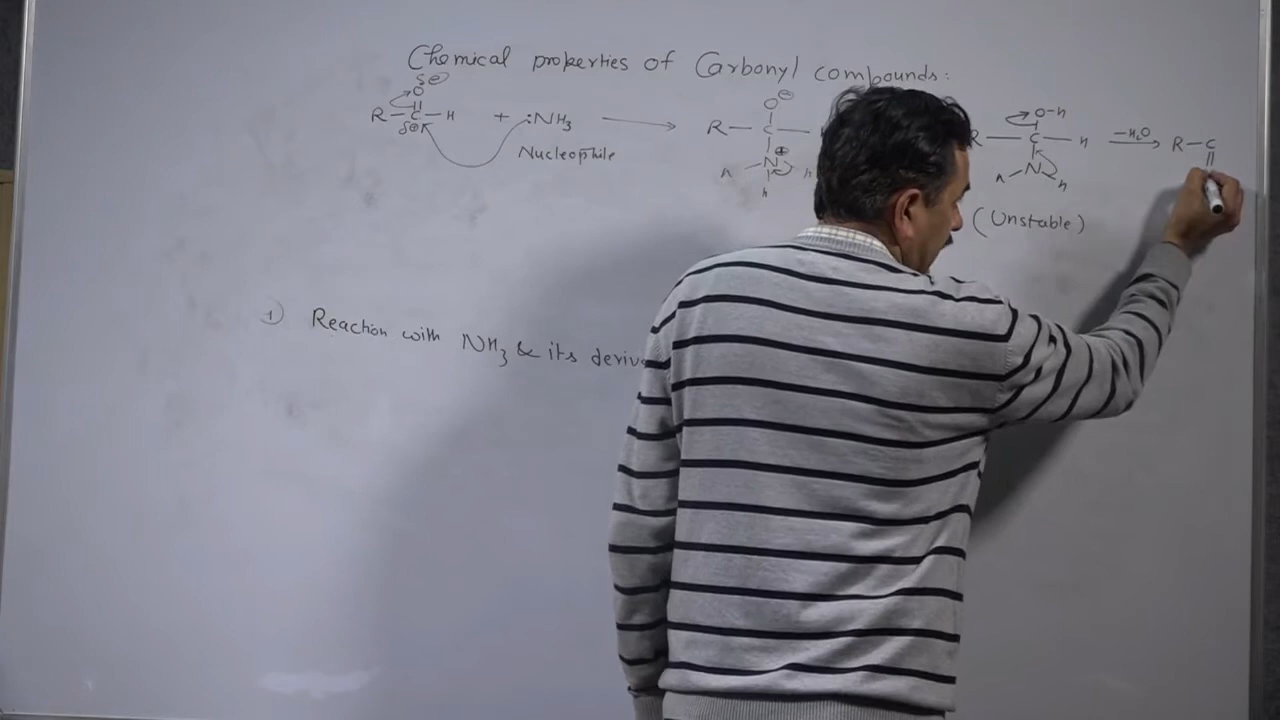 Chemical properties of Carbonyl compounds:
δ⊖
O
R — C — H + :NH3 ⟶
δ⊕
Nucleophile
O⊖
R — C —
⊕
N
H H
H
O-H
R — C — H
N
H H
(Unstable)
-H2O ⟶ R — C
1) Reaction with NH3 & its deriv